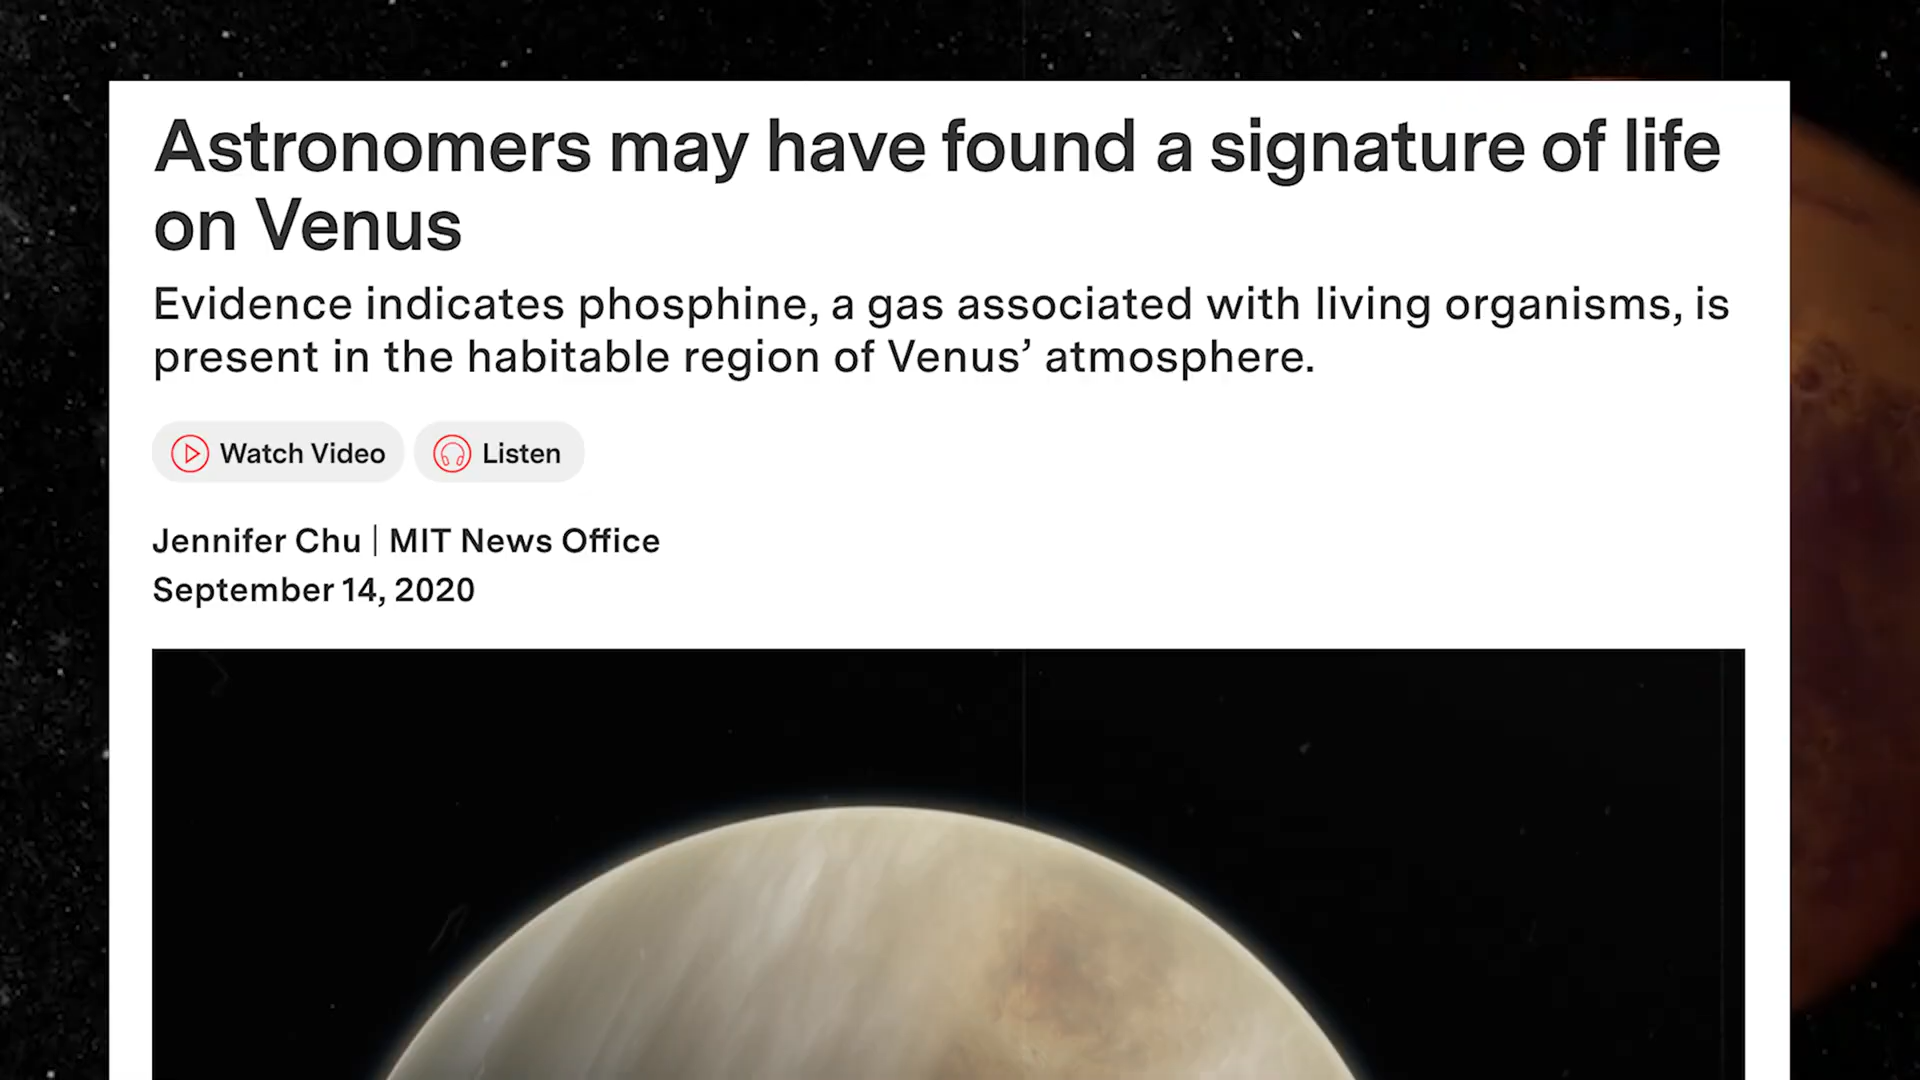 Astronomers may have found a signature of life
on Venus
Evidence indicates phosphine, a gas associated with living organisms, is
present in the habitable region of Venus’ atmosphere.
Watch Video
Listen
Jennifer Chu | MIT News Office
September 14, 2020